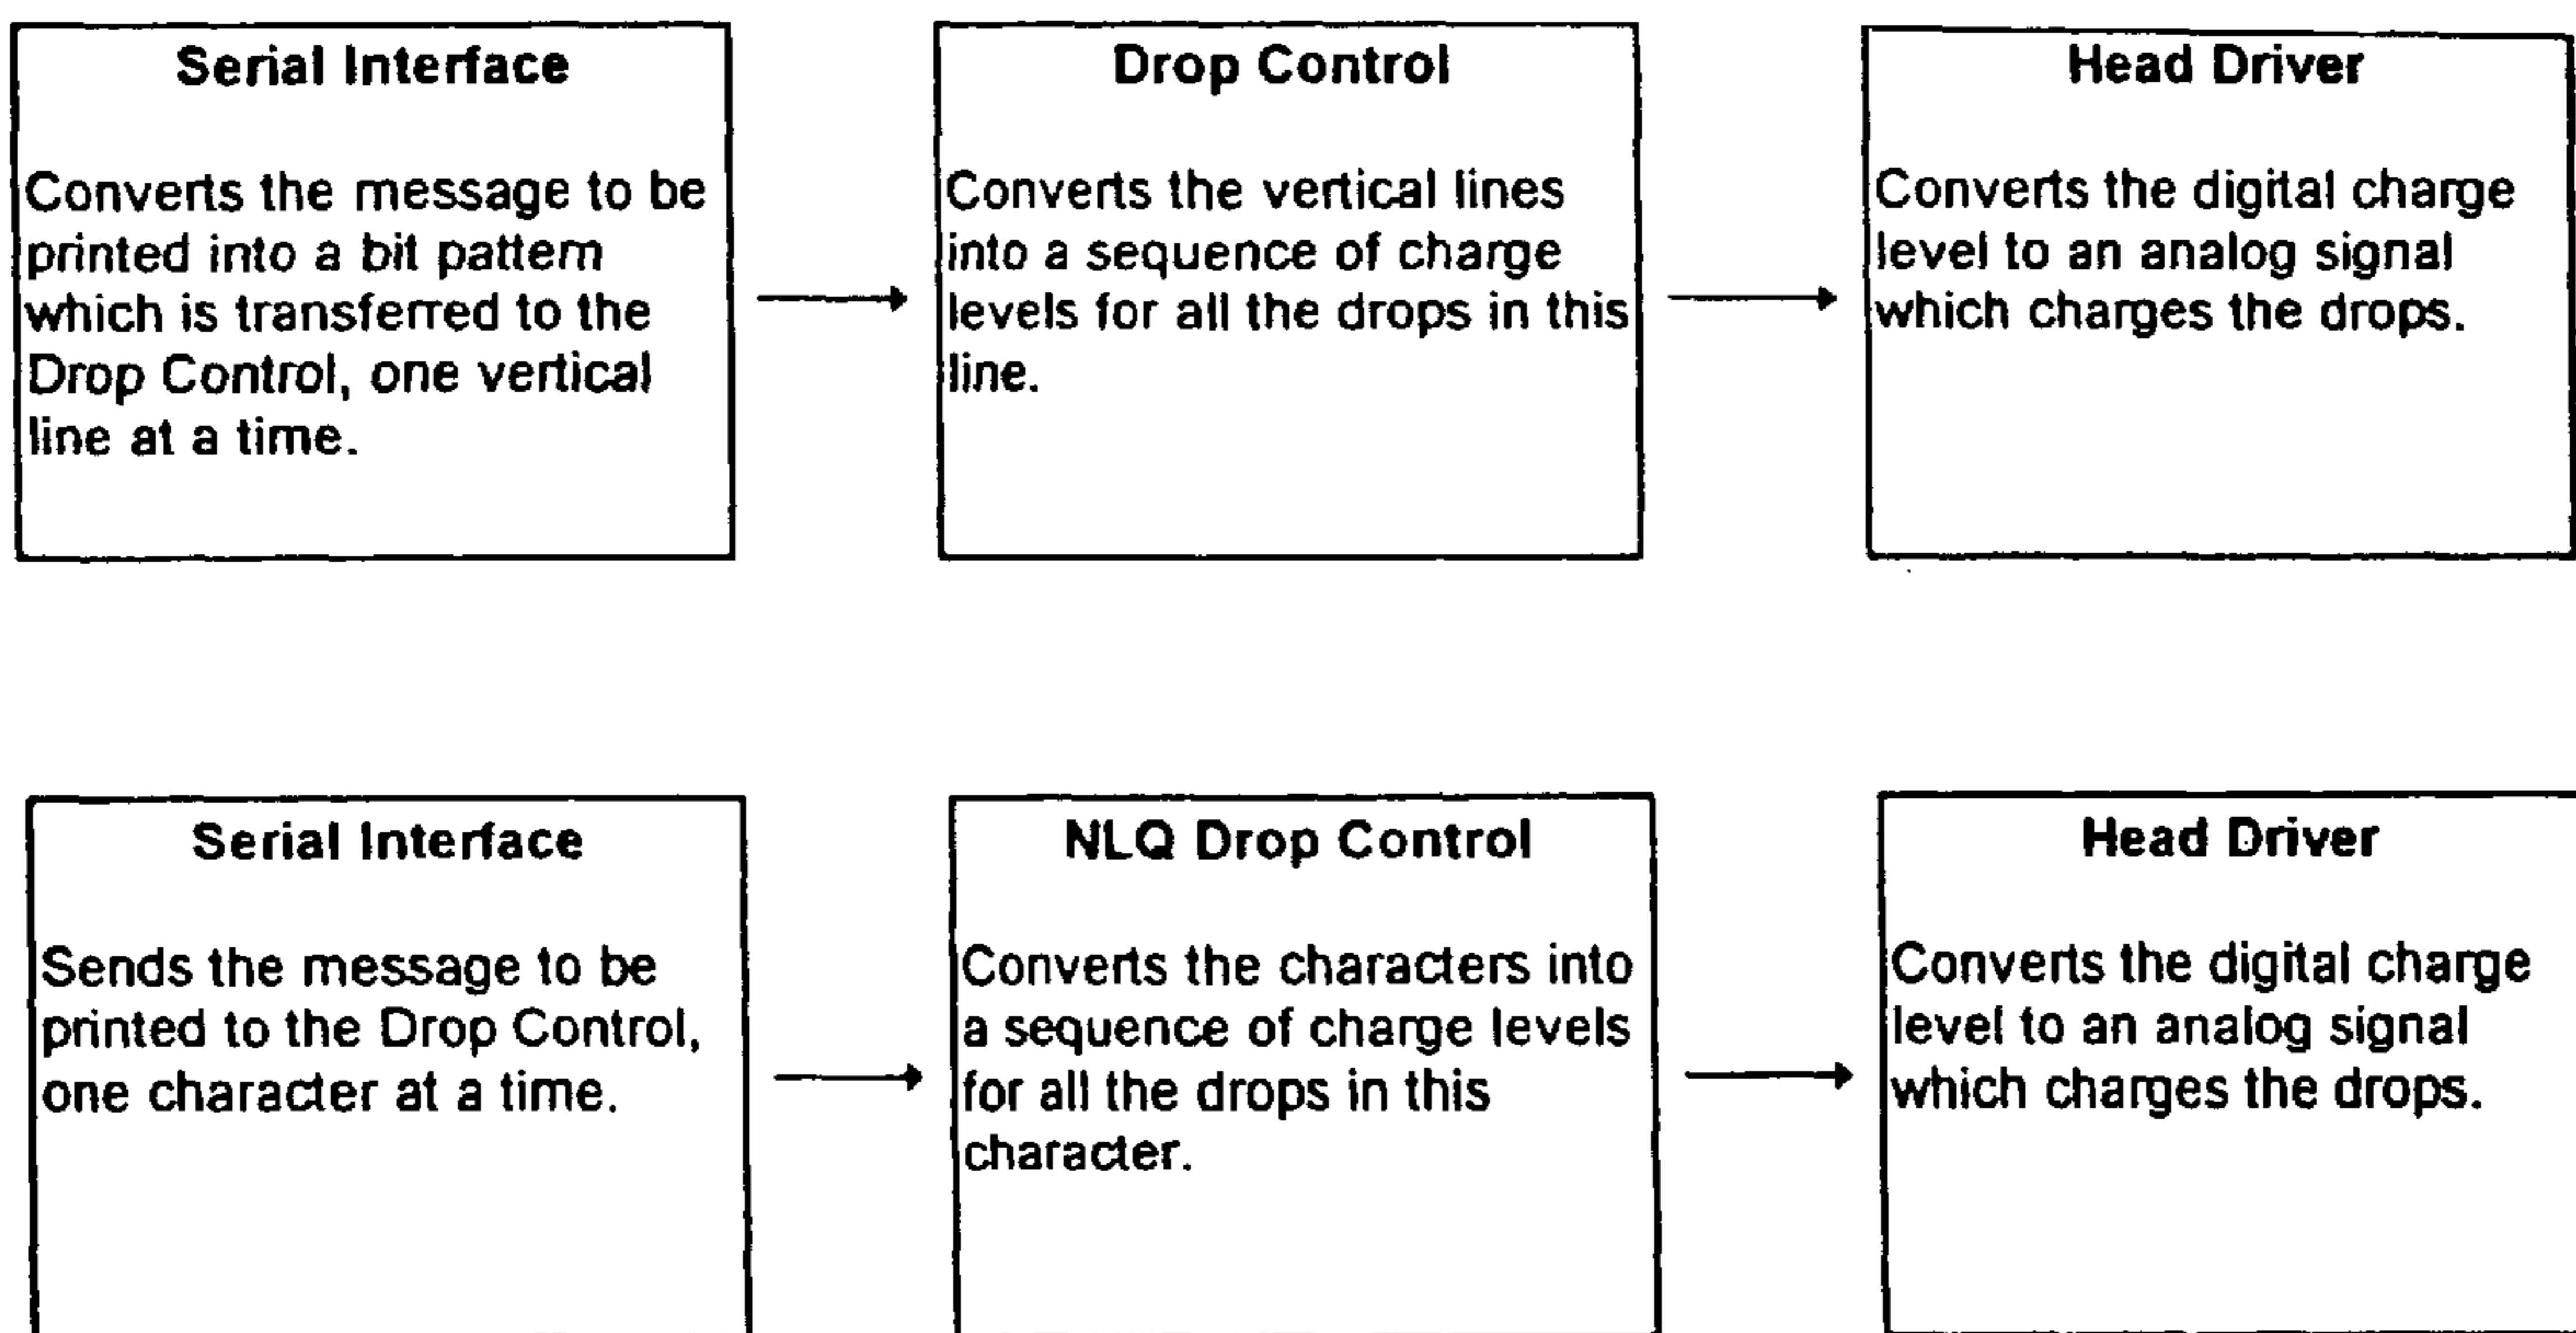 Serial Interface
Converts the message to be
printed into a bit pattern
which is transferred to the
Drop Control, one vertical
line at a time.
Drop Control
Converts the vertical lines
into a sequence of charge
levels for all the drops in this
line.
Head Driver
Converts the digital charge
level to an analog signal
which charges the drops.
Serial Interface
Sends the message to be
printed to the Drop Control,
one character at a time.
NLQ Drop Control
Converts the characters into
a sequence of charge levels
for all the drops in this
character.
Head Driver
Converts the digital charge
level to an analog signal
which charges the drops.